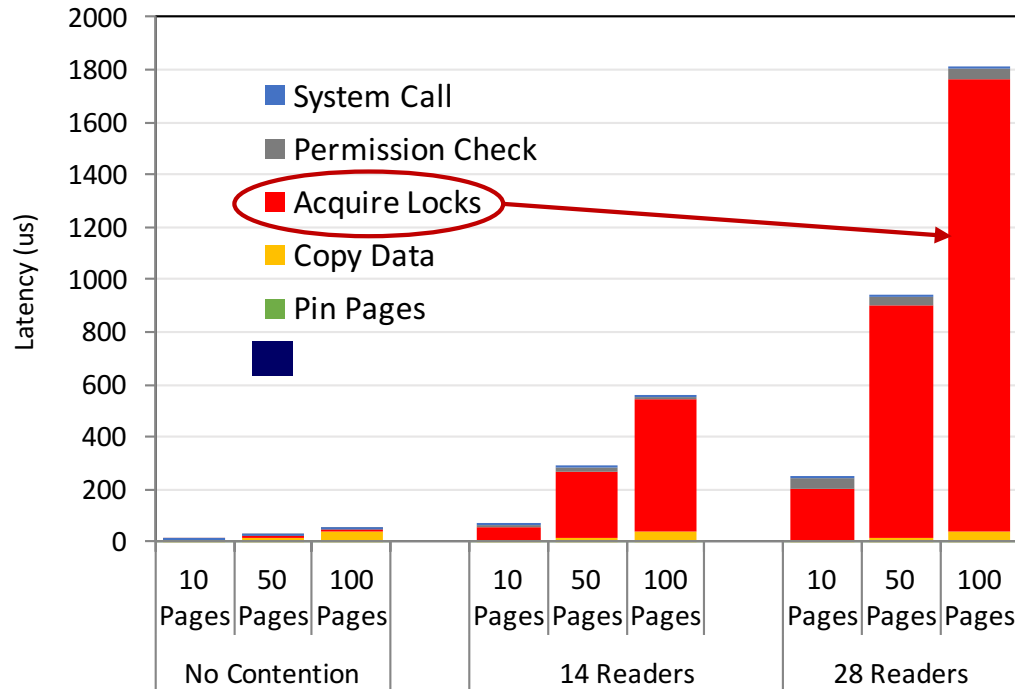 2000
1800
1600
1400
1200
1000
800
600
400
200
0
Latency (us)
System Call
Permission Check
Acquire Locks
Copy Data
Pin Pages
10 50 100 10 50 100 10 50 100
Pages Pages Pages Pages Pages Pages Pages Pages Pages
No Contention 14 Readers 28 Readers